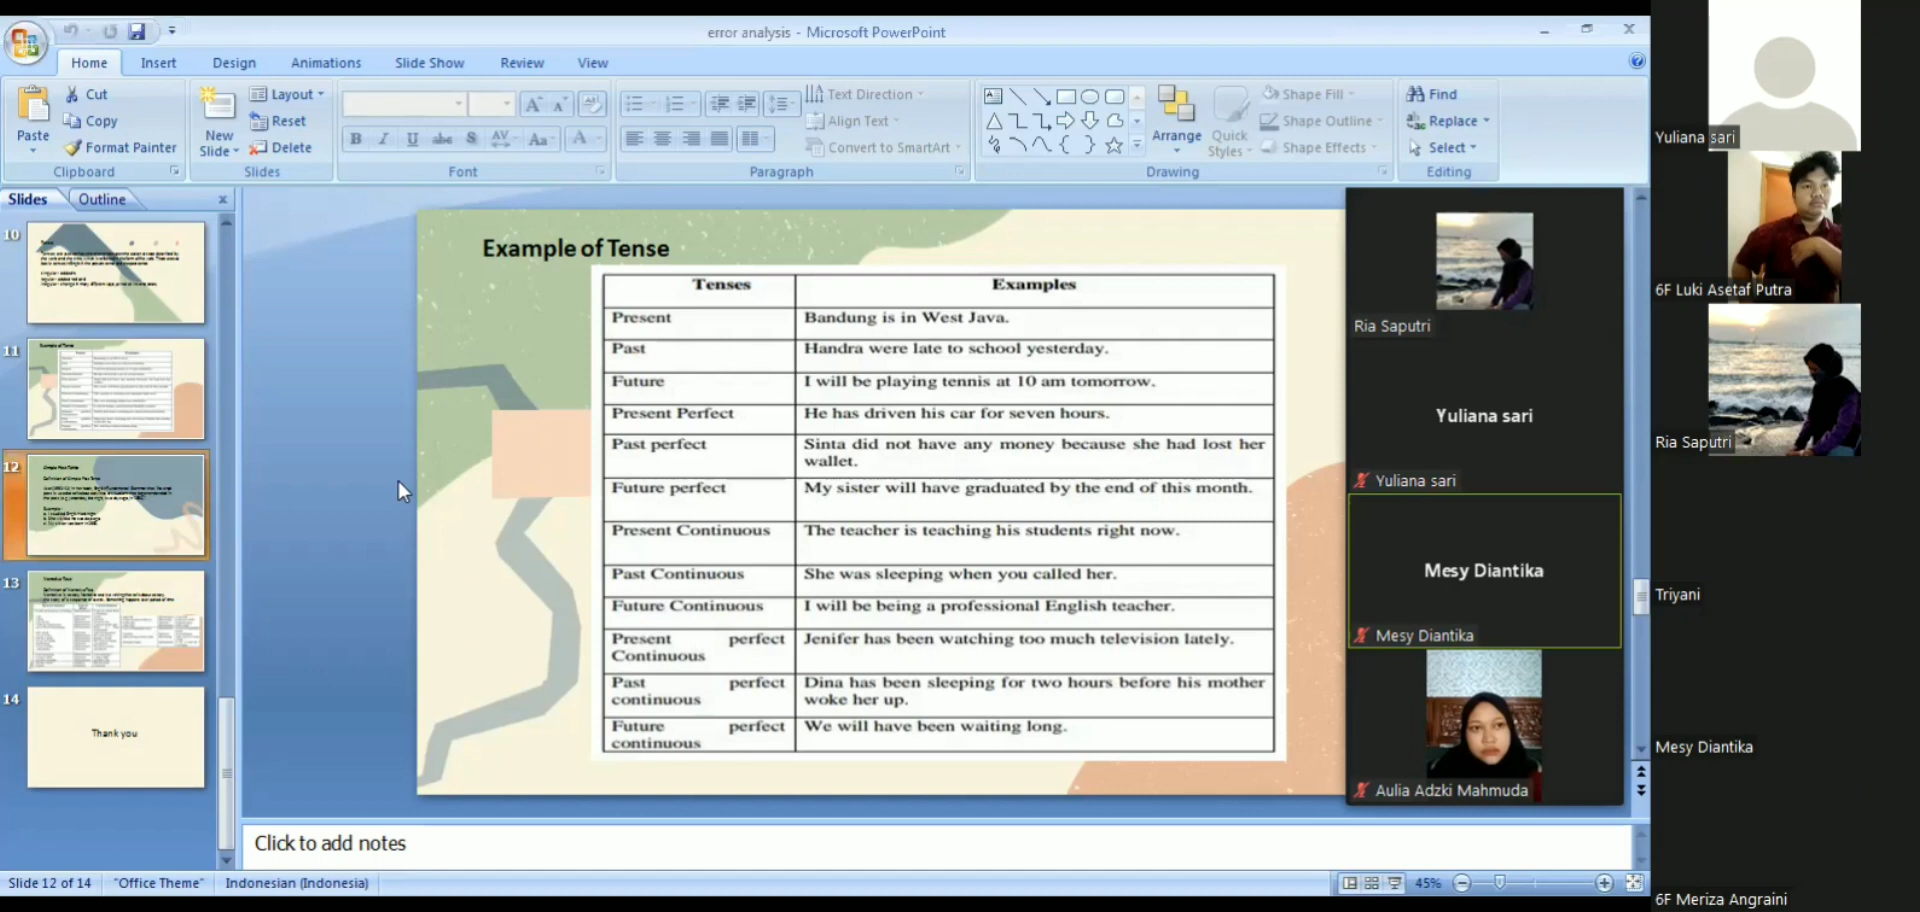 error analysis - Microsoft PowerPoint
Home
Insert
Design
Animations
Slide Show
Review
View
Paste
Cut
Copy
Format Painter
Clipboard
New
Slide
Layout
Reset
Delete
Slides
Font
Text Direction
Align Text
Convert to SmartArt
Paragraph
Arrange
Quick
Styles
Shape Fill
Shape Outline
Shape Effects
Drawing
Find
Replace
Select
Editing
Slides
Outline
10
11
12
13
14
Thank you
Example of Tense
Tenses Examples
Present Bandung is in West Java.
Past Handra were late to school yesterday.
Future I will be playing tennis at 10 am tomorrow.
Present Perfect He has driven his car for seven hours.
Past perfect Sinta did not have any money because she had lost her
wallet.
Future perfect My sister will have graduated by the end of this month.
Present Continuous The teacher is teaching his students right now.
Past Continuous She was sleeping when you called her.
Future Continuous I will be being a professional English teacher.
Present perfect Jenifer has been watching too much television lately.
Continuous
Past perfect Dina has been sleeping for two hours before his mother
continuous woke her up.
Future perfect We will have been waiting long.
continuous
Ria Saputri
Yuliana sari
Yuliana sari
Mesy Diantika
Mesy Diantika
Aulia Adzki Mahmuda
Yuliana sari
6F Luki Asetaf Putra
Ria Saputri
Triyani
Mesy Diantika
6F Meriza Angraini
Click to add notes
Slide 12 of 14
"Office Theme"
Indonesian (Indonesia)
45%